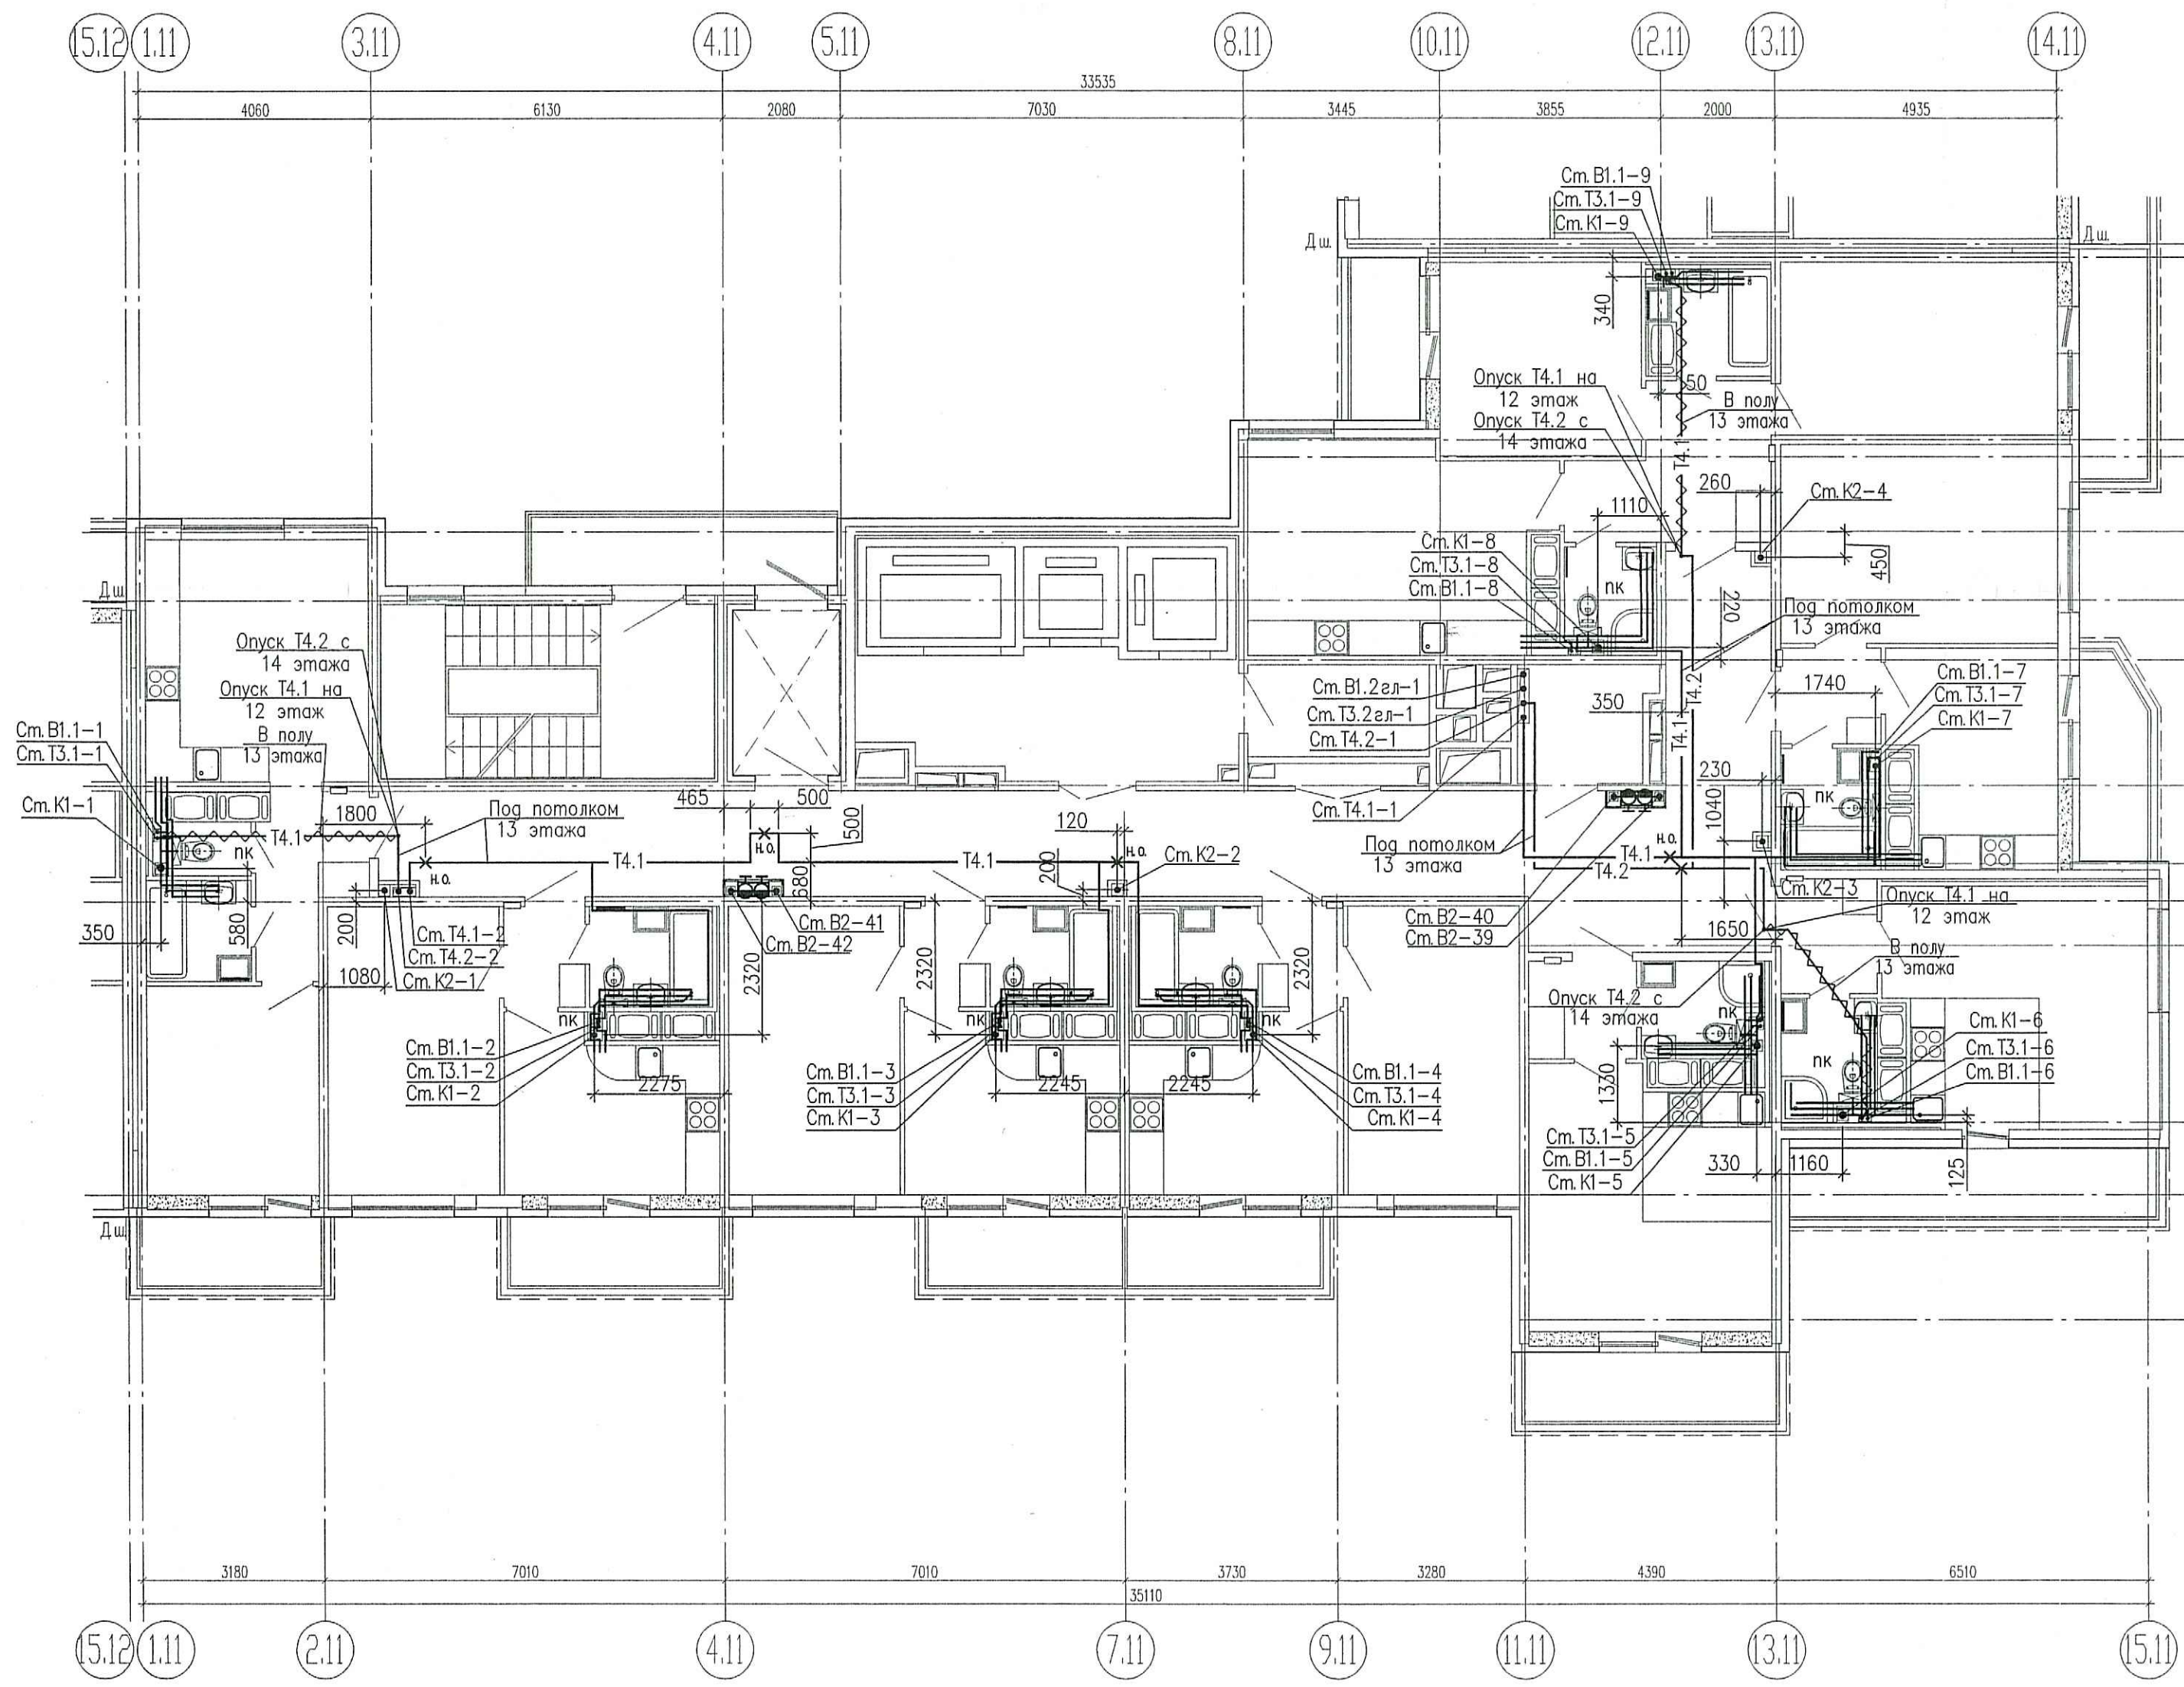 15.12
1.11
3.11
4.11
5.11
8.11
10.11
12.11
13.11
14.11
33535
4060
6130
2080
7030
3445
3855
2000
4935
Ст. В1.1-9
Ст. Т3.1-9
Ст. К1-9
Д.ш.
Д.ш.
340
Опуск Т4.1 на
12 этаж
Опуск Т4.2 с
14 этажа
50
В полу
13 этажа
Т4.1
260
Ст. К2-4
1110
450
Ст. К1-8
Ст. Т3.1-8
Ст. В1.1-8
пк
220
Под потолком
13 этажа
Д.ш.
Опуск Т4.2 с
14 этажа
Опуск Т4.1 на
12 этаж
В полу
13 этажа
Ст. В1.1-1
Ст. Т3.1-1
Ст. К1-1
Ст. В1.2гл-1
Ст. Т3.2гл-1
Ст. Т4.2-1
Ст. Т4.1-1
350
Т4.2
Т4.1
1740
Ст. В1.1-7
Ст. Т3.1-7
Ст. К1-7
230
1040
пк
1800
Под потолком
13 этажа
Т4.1
пк
н.о.
Т4.1
465
500
500
н.о.
680
Т4.1
120
н.о.
200
Ст. К2-2
Под потолком
13 этажа
н.о.
Т4.1
Т4.2
Ст. К2-3
Опуск Т4.1 на
12 этаж
350
580
200
1080
Ст. Т4.1-2
Ст. Т4.2-2
Ст. К2-1
Ст. В2-41
Ст. В2-42
2320
2320
2320
Ст. В2-40
Ст. В2-39
1650
В полу
13 этажа
Опуск Т4.2 с
14 этажа
пк
пк
пк
пк
пк
Ст. В1.1-2
Ст. Т3.1-2
Ст. К1-2
2275
Ст. В1.1-3
Ст. Т3.1-3
Ст. К1-3
2245
2245
Ст. В1.1-4
Ст. Т3.1-4
Ст. К1-4
1330
Ст. К1-6
Ст. Т3.1-6
Ст. В1.1-6
Ст. Т3.1-5
Ст. В1.1-5
Ст. К1-5
330
1160
125
Д.ш.
3180
7010
7010
3730
3280
4390
6510
35110
15.12
1.11
2.11
4.11
7.11
9.11
11.11
13.11
15.11